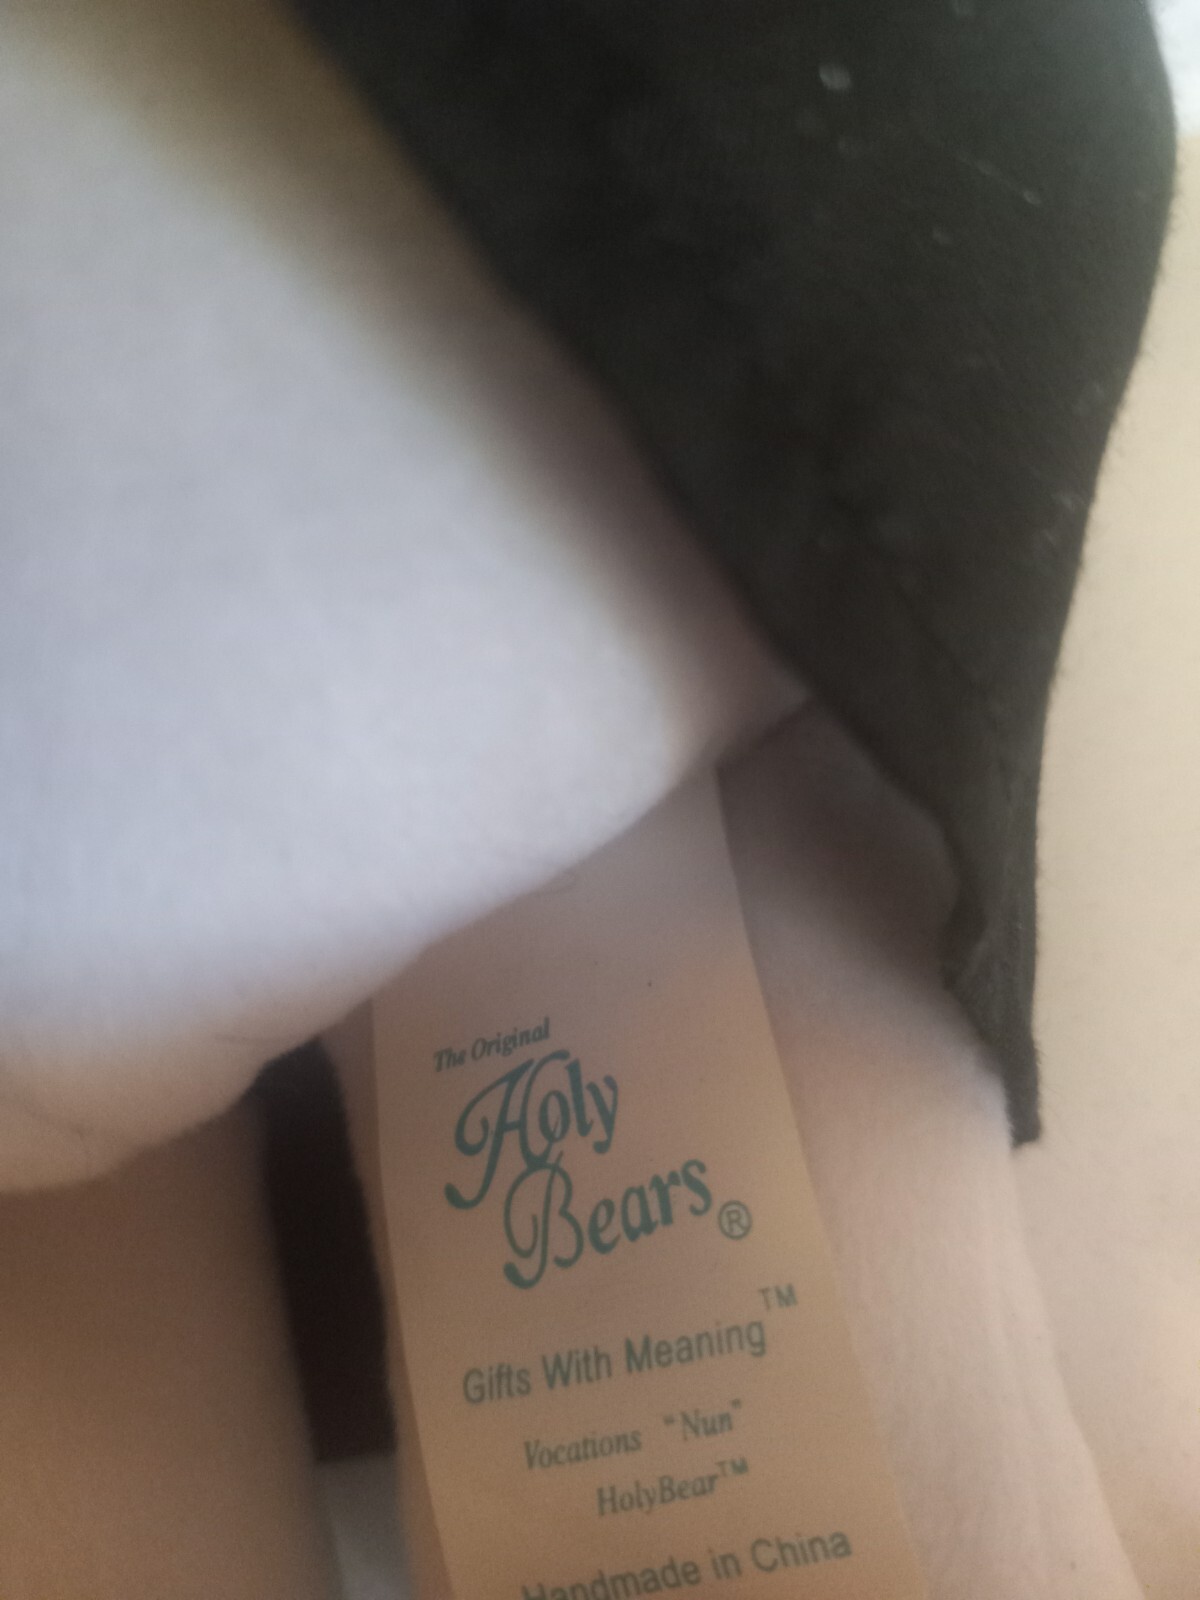 The Original
Holy
Bears®
Gifts With Meaning™
Vocations “Nun”
HolyBear™
Handmade in China